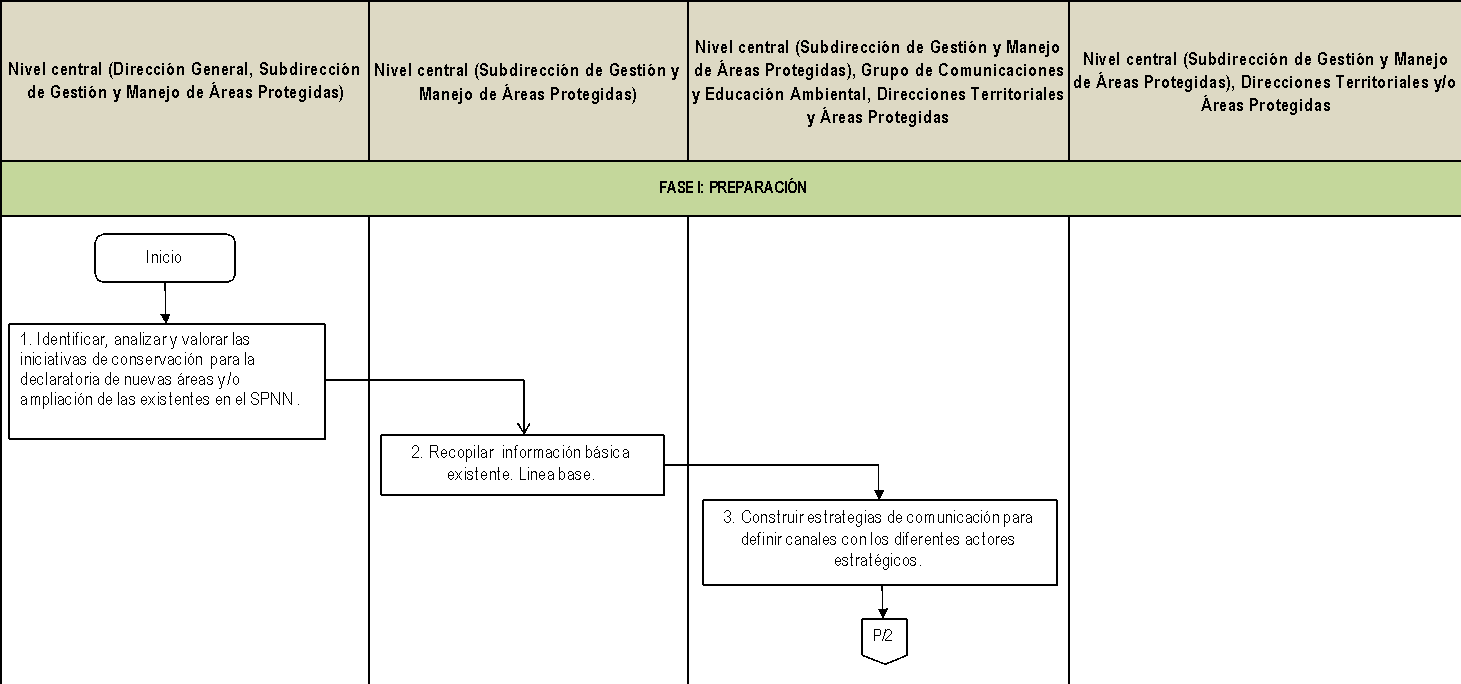 Nivel central (Dirección General, Subdirección
de Gestión y Manejo de Áreas Protegidas)
Nivel central (Subdirección de Gestión y
Manejo de Áreas Protegidas)
Nivel central (Subdirección de Gestión y Manejo
de Áreas Protegidas), Grupo de Comunicaciones
y Educación Ambiental, Direcciones Territoriales
y Áreas Protegidas
Nivel central (Subdirección de Gestión y Manejo
de Áreas Protegidas), Direcciones Territoriales y/o
Áreas Protegidas
FASE I: PREPARACIÓN
Inicio
1. Identificar, analizar y valorar las
iniciativas de conservación para la
declaratoria de nuevas áreas y/o
ampliación de las existentes en el SPNN.
2. Recopilar información básica
existente. Linea base.
3. Construir estrategias de comunicación para
definir canales con los diferentes actores
estratégicos.
P/2